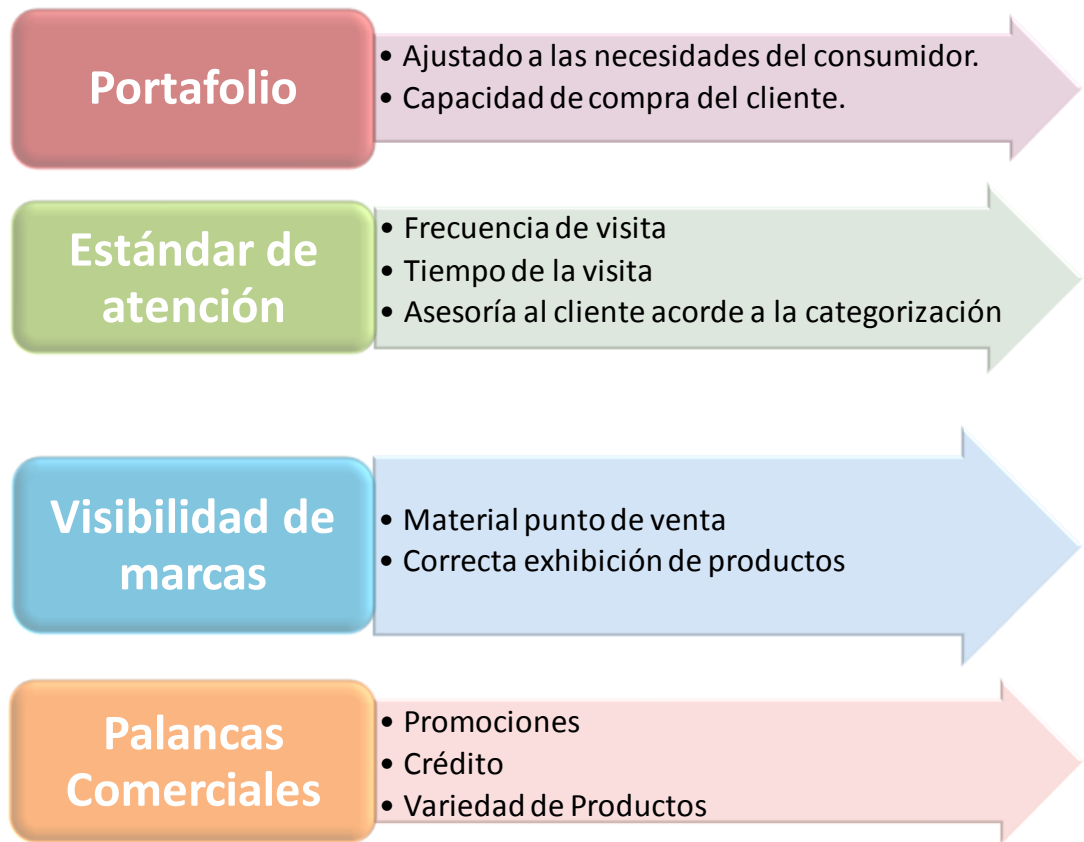 Portafolio
• Ajustado a las necesidades del consumidor.
• Capacidad de compra del cliente.
Estándar de
atención
• Frecuencia de visita
• Tiempo de la visita
• Asesoría al cliente acorde a la categorización
Visibilidad de
marcas
• Material punto de venta
• Correcta exhibición de productos
Palancas
Comerciales
• Promociones
• Crédito
• Variedad de Productos